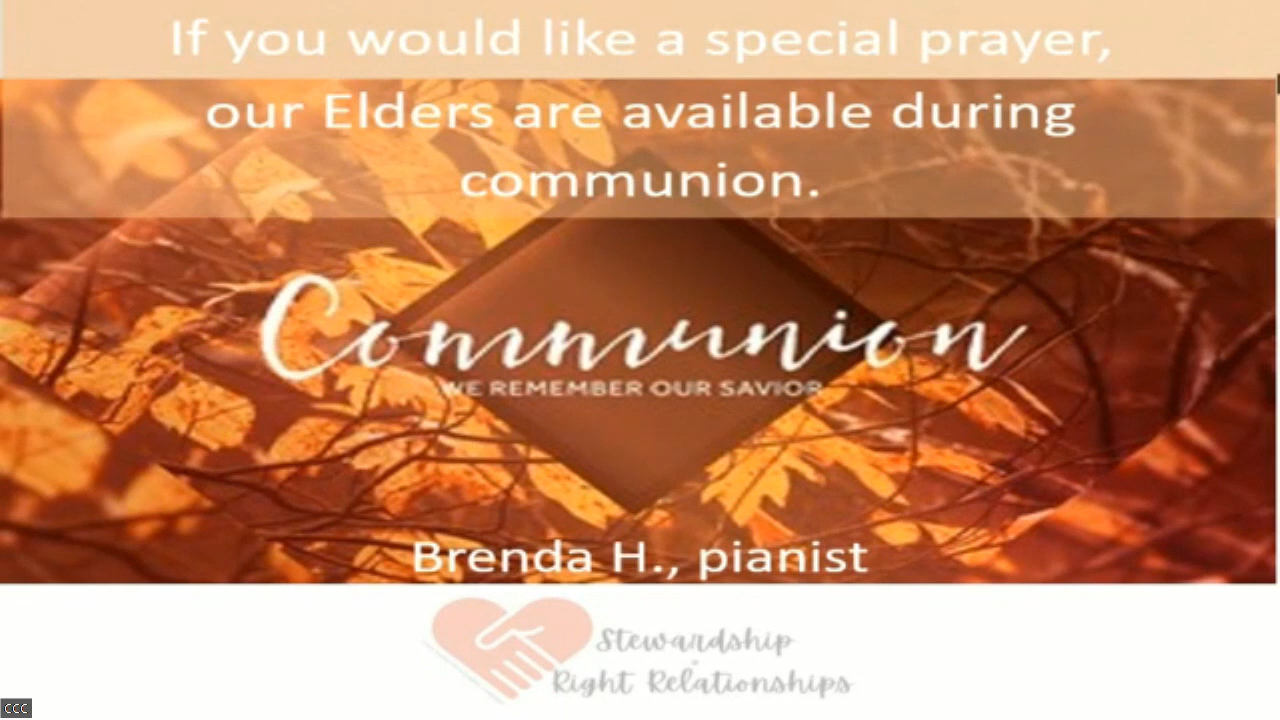 If you would like a special prayer,
our Elders are available during
communion.
Communion
WE REMEMBER OUR SAVIOR
Brenda H., pianist
Stewardship
Right Relationships
CCC